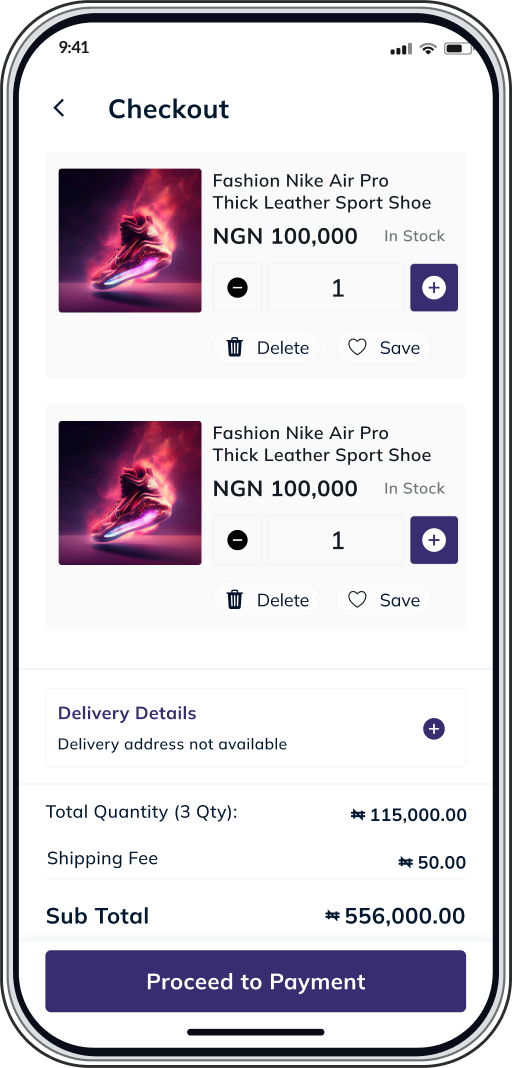 9:41
Checkout
Fashion Nike Air Pro
Thick Leather Sport Shoe
NGN 100,000 In Stock
1
Delete Save
Fashion Nike Air Pro
Thick Leather Sport Shoe
NGN 100,000 In Stock
1
Delete Save
Delivery Details
Delivery address not available
Total Quantity (3 Qty): ₦ 115,000.00
Shipping Fee ₦ 50.00
Sub Total ₦ 556,000.00
Proceed to Payment